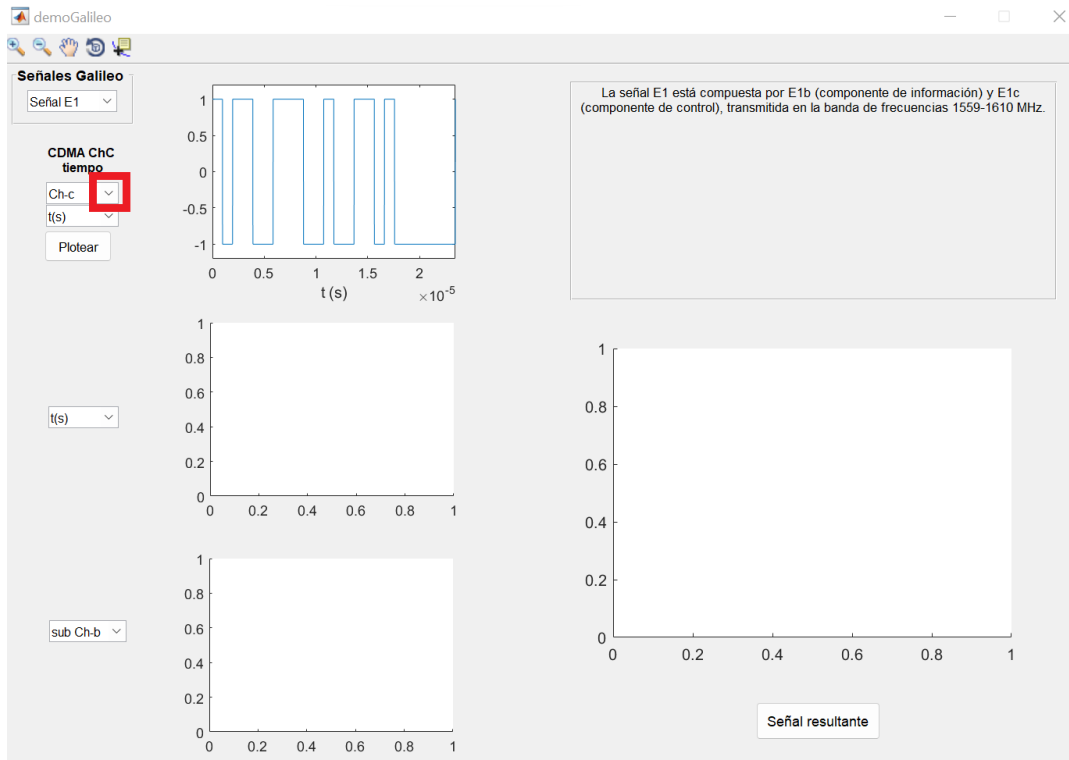 demoGalileo
Señales Galileo
Señal E1
CDMA ChC
tiempo
Ch-c
t(s)
Plotear
1
0.5
0
-0.5
-1
0 0.5 1 1.5 2
t (s)
×10-5
La señal E1 está compuesta por E1b (componente de información) y E1c
(componente de control), transmitida en la banda de frecuencias 1559-1610 MHz.
t(s)
1
0.8
0.6
0.4
0.2
0
0 0.2 0.4 0.6 0.8 1
sub Ch-b
1
0.8
0.6
0.4
0.2
0
0 0.2 0.4 0.6 0.8 1
1
0.8
0.6
0.4
0.2
0
0 0.2 0.4 0.6 0.8 1
Señal resultante